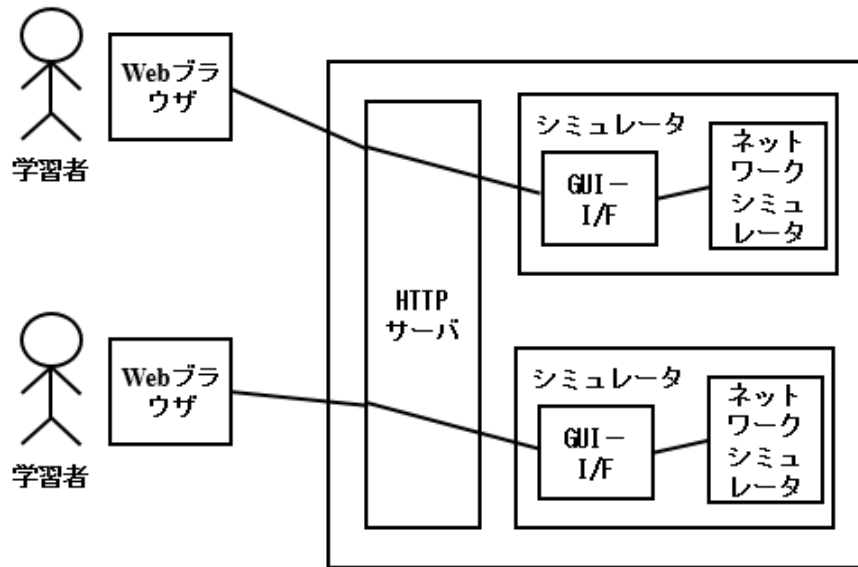 Webブラ
ウザ
学習者
シミュレータ
GUI－
I/F
ネット
ワーク
シミュ
レータ
HTTP
サーバ
Webブラ
ウザ
学習者
シミュレータ
GUI－
I/F
ネット
ワーク
シミュ
レータ